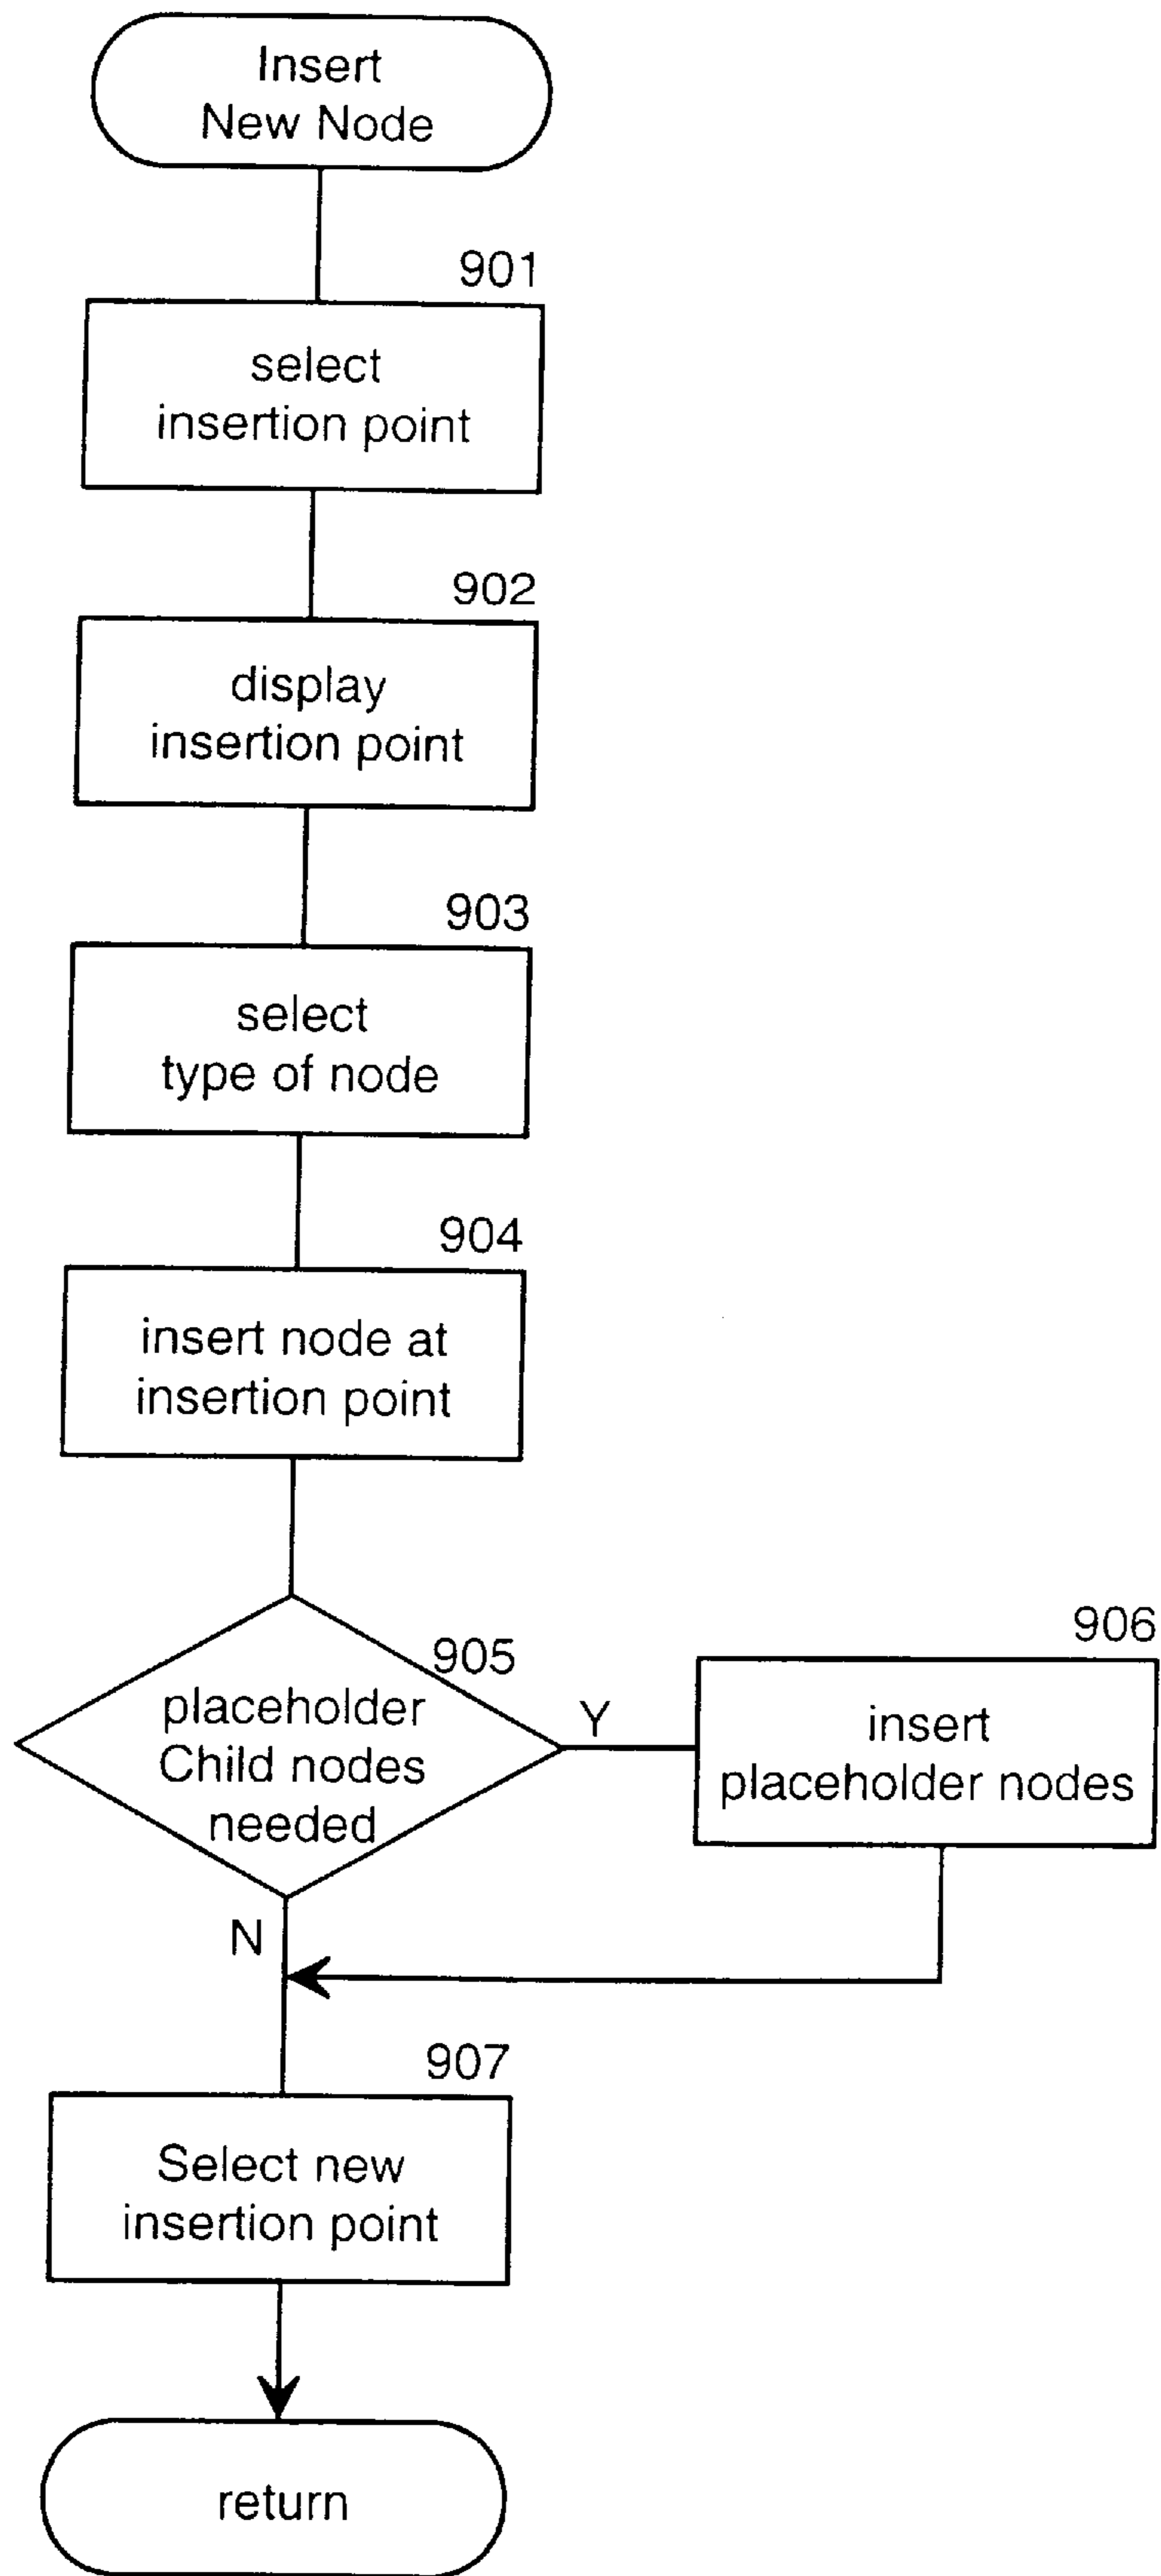 Insert
New Node
901
select
insertion point
902
display
insertion point
903
select
type of node
904
insert node at
insertion point
905
placeholder
Child nodes
needed
Y
906
insert
placeholder nodes
N
907
Select new
insertion point
return